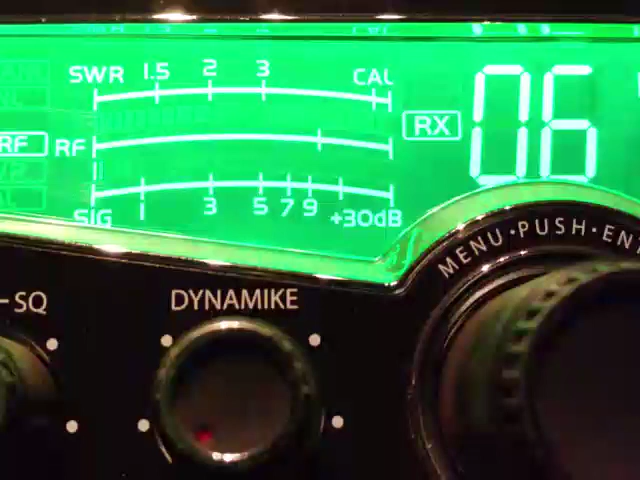 SWR 1.5 2 3 CAL
RF RF
RX 06
SIG 1 3 5 7 9 +30dB
MENU·PUSH·ENT
-SQ
DYNAMIKE